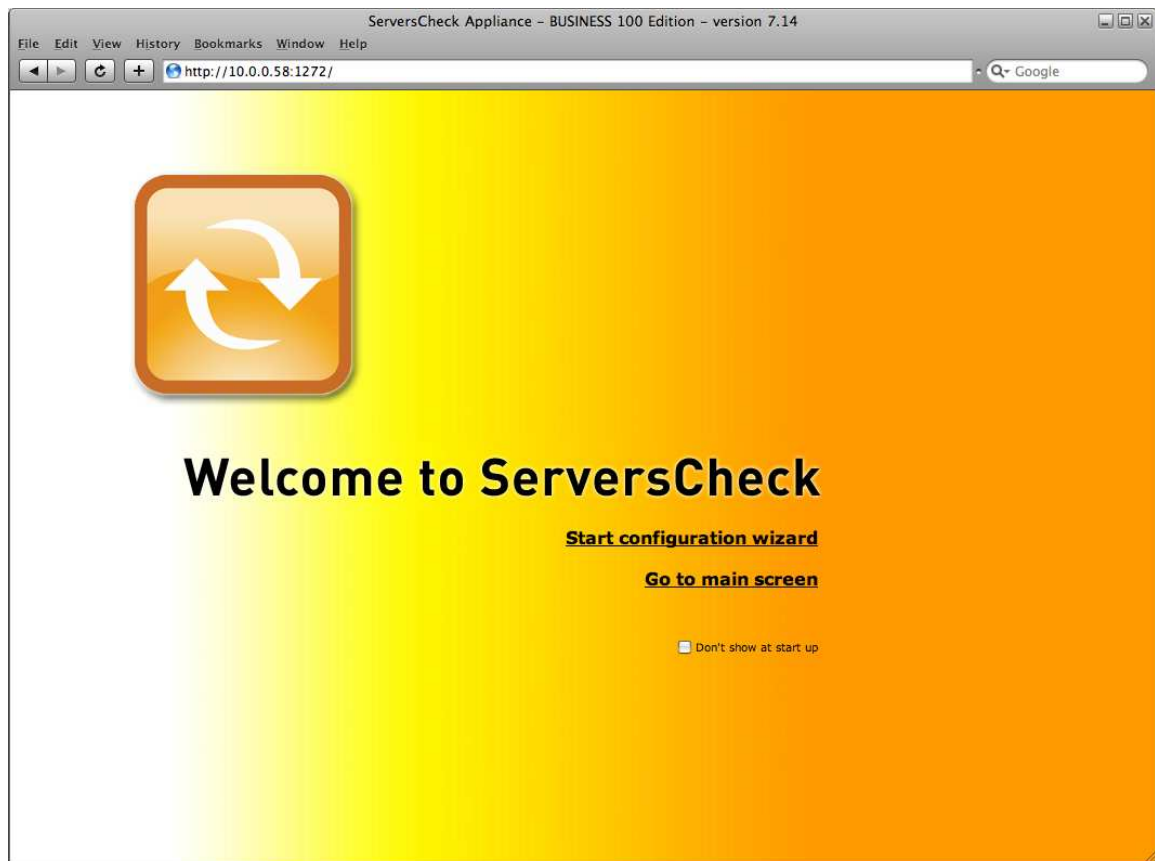 ServersCheck Appliance – BUSINESS 100 Edition – version 7.14
File Edit View History Bookmarks Window Help
http://10.0.0.58:1272/
Google
Welcome to ServersCheck
Start configuration wizard
Go to main screen
Don't show at start up